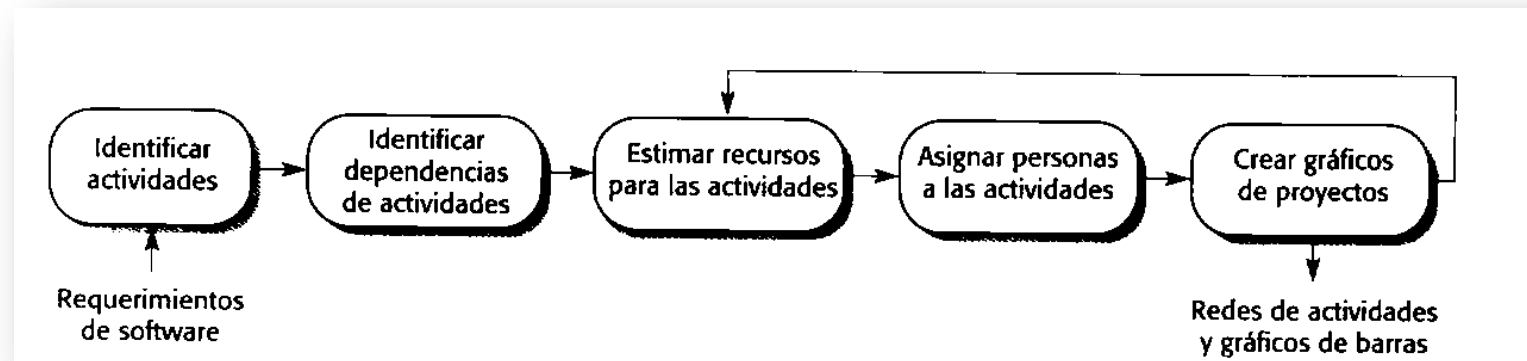 Identificar
actividades
Identificar
dependencias
de actividades
Estimar recursos
para las actividades
Asignar personas
a las actividades
Crear gráficos
de proyectos
Requerimientos
de software
Redes de actividades
y gráficos de barras